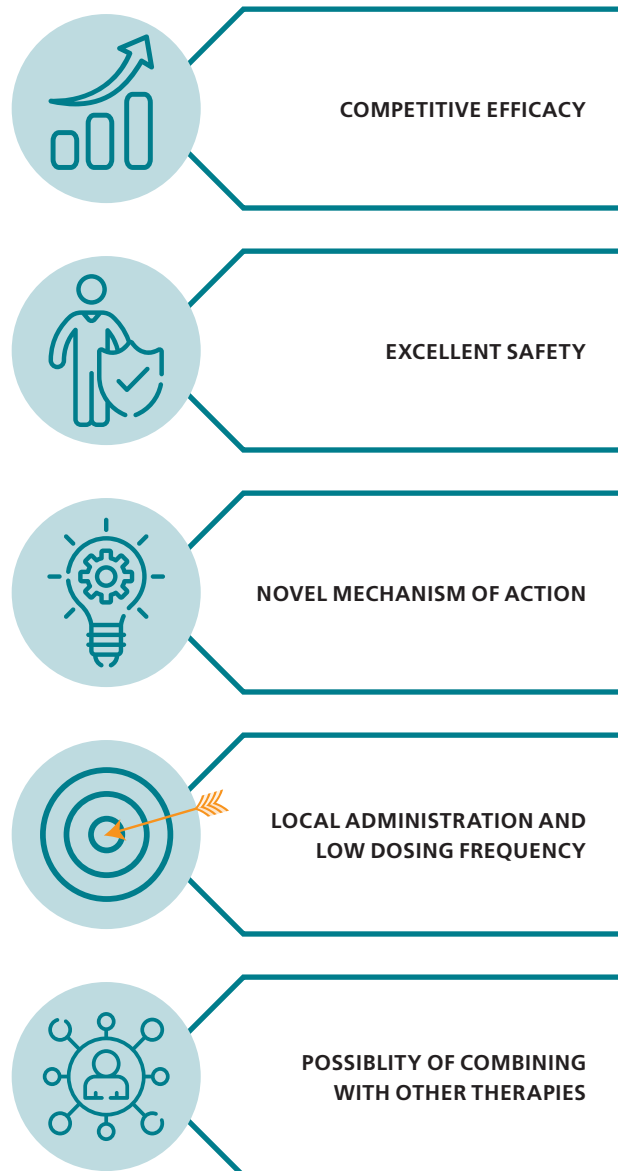 COMPETITIVE EFFICACY
EXCELLENT SAFETY
NOVEL MECHANISM OF ACTION
LOCAL ADMINISTRATION AND
LOW DOSING FREQUENCY
POSSIBLITY OF COMBINING
WITH OTHER THERAPIES